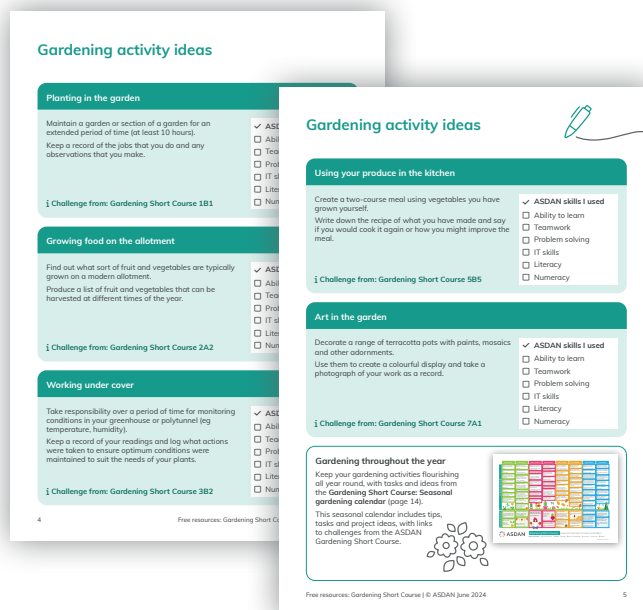 Gardening activity ideas
Planting in the garden
Maintain a garden or section of a garden for an
extended period of time (at least 10 hours).
Keep a record of the jobs that you do and any
observations that you make.
Challenge from: Gardening Short Course 1B1
Growing food on the allotment
Find out what sort of fruit and vegetables are typically
grown on a modern allotment.
Produce a list of fruit and vegetables that can be
harvested at different times of the year.
Challenge from: Gardening Short Course 2A2
Working under cover
Take responsibility over a period of time for monitoring
conditions in your greenhouse or polytunnel (eg
temperature, humidity).
Keep a record of your readings and log what actions
were taken to ensure optimum conditions were
maintained to suit the needs of your plants.
Challenge from: Gardening Short Course 3B2
4
Free resources: Gardening Short
Gardening activity ideas
Using your produce in the kitchen
Create a two-course meal using vegetables you have
grown yourself.
Write down the recipe of what you have made and say
if you would cook it again or how you might improve the
meal.
Challenge from: Gardening Short Course 5B5
ASDAN skills I used
Ability to learn
Teamwork
Problem solving
IT skills
Literacy
Numeracy
Art in the garden
Decorate a range of terracotta pots with paints, mosaics
and other adornments.
Use them to create a colourful display and take a
photograph of your work as a record.
Challenge from: Gardening Short Course 7A1
ASDAN skills I used
Ability to learn
Teamwork
Problem solving
IT skills
Literacy
Numeracy
Gardening throughout the year
Keep your gardening activities flourishing
all year round, with tasks and ideas from
the Gardening Short Course: Seasonal
gardening calendar (page 14).
This seasonal calendar includes tips,
tasks and project ideas, with links
to challenges from the ASDAN
Gardening Short Course.
ASDAN
Free resources: Gardening Short Course | © ASDAN June 2024
5